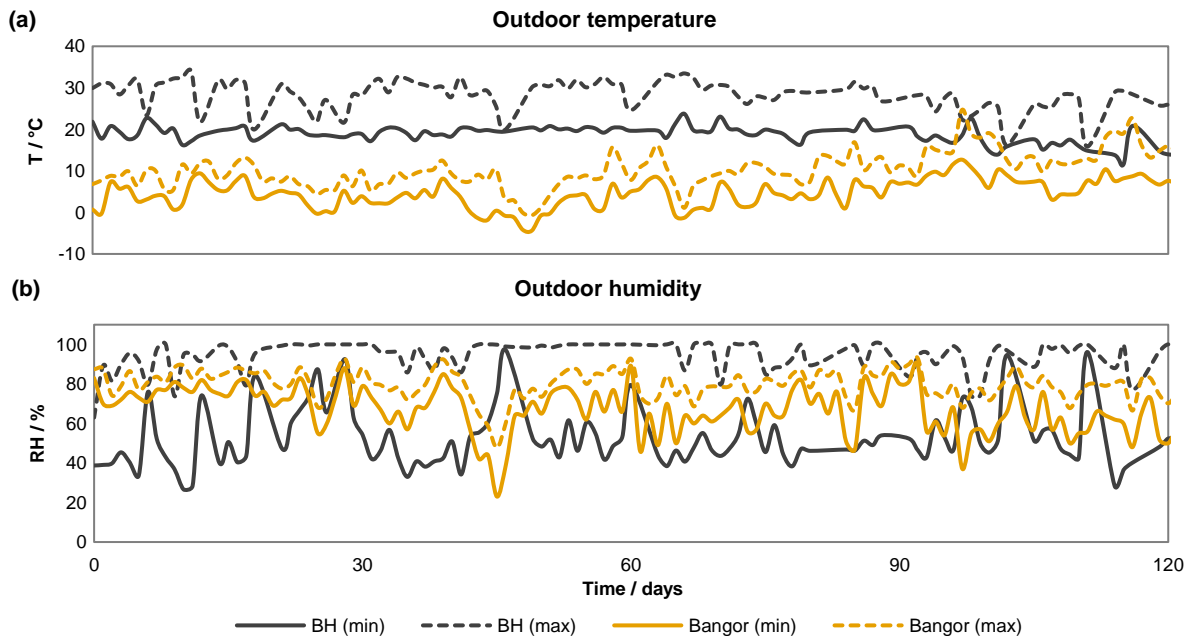 (a)
Outdoor temperature
40
30
20
10
0
-10
T / °C
(b)
Outdoor humidity
100
80
60
40
20
0
RH / %
0 30 60 90 120
Time / days
BH (min) BH (max) Bangor (min) Bangor (max)